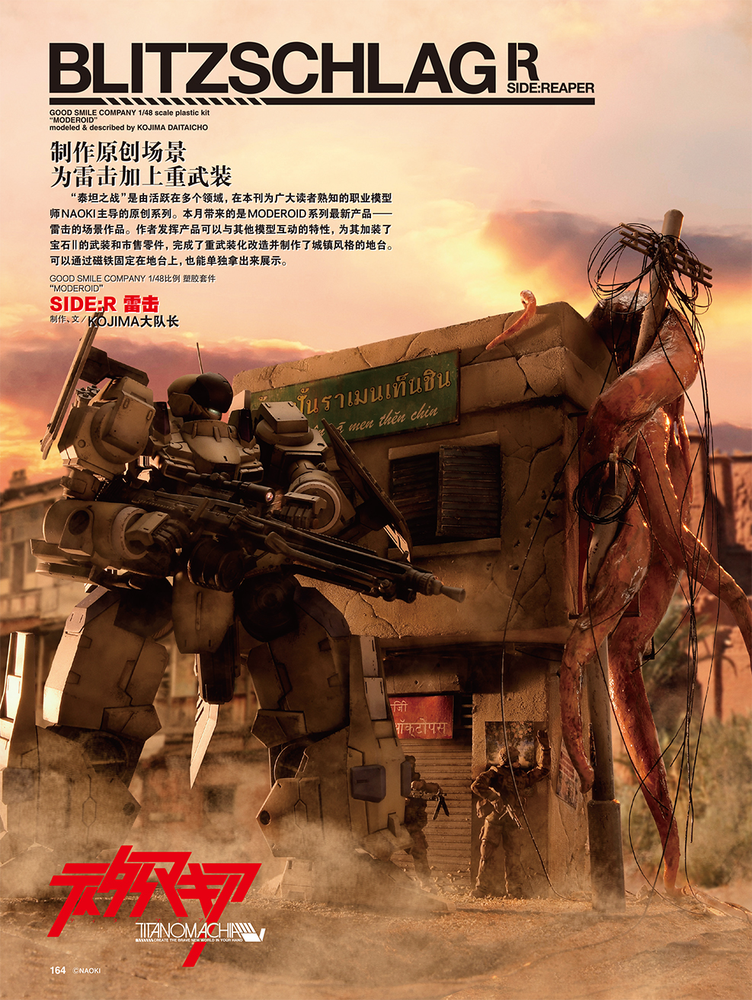 BLITZSCHLAG R
SIDE:REAPER
GOOD SMILE COMPANY 1/48 scale plastic kit
“MODEROID”
modeled & described by KOJIMA DAITAICHO
制作原创场景
为雷击加上重武装
“泰坦之战”是由活跃在多个领域，在本刊为广大读者熟知的职业模型
师NAOKI主导的原创系列。本月带来的是MODEROID系列最新产品——
雷击的场景作品。作者发挥产品可以与其他模型互动的特性，为其加装了
宝石II的武装和市售零件，完成了重武装化改造并制作了城镇风格的地台。
可以通过磁铁固定在地台上，也能单独拿出来展示。
GOOD SMILE COMPANY 1/48比例 塑胶套件
“MODEROID”
SIDE:R 雷击
制作、文／KOJIMA大队长
ปั้นราเมนเท็นชิน
men thĕn chin
ऑक्टोपस
TITANOMACHIA
CREATE THE BRAVE NEW WORLD IN YOUR HAND
164 ©NAOKI